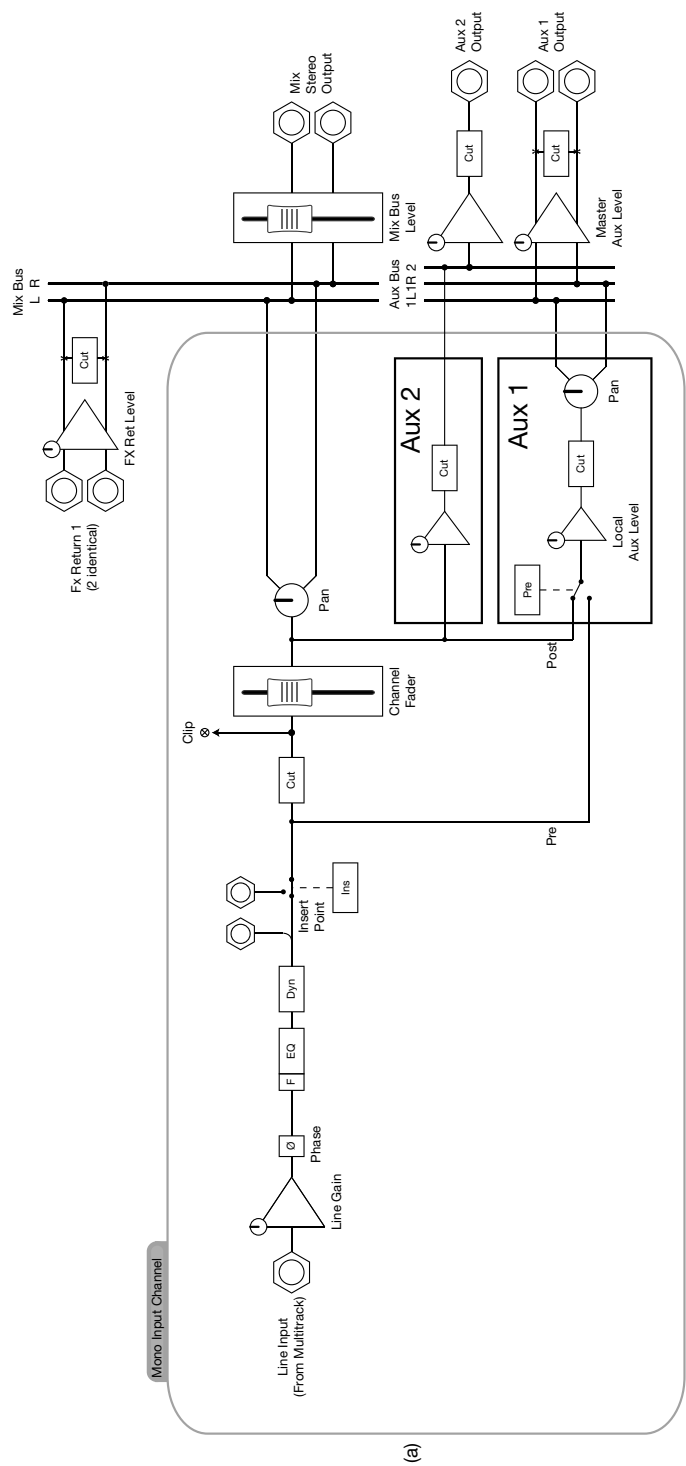 (a)
Mono Input Channel
Line Input
(From Multitrack)
Line Gain
Ø
Phase
F
EQ
Dyn
Insert
Point
Ins
Cut
Clip
Channel
Fader
Pan
Pre
Post
Aux 2
Cut
Aux 1
Pre
Local
Aux Level
Cut
Pan
Fx Return 1
(2 identical)
FX Ret Level
Cut
Mix Bus
L
R
Mix Bus
Level
Mix
Stereo
Output
Aux Bus
1L1R 2
Cut
Aux 2
Output
Master
Aux Level
Cut
Aux 1
Output